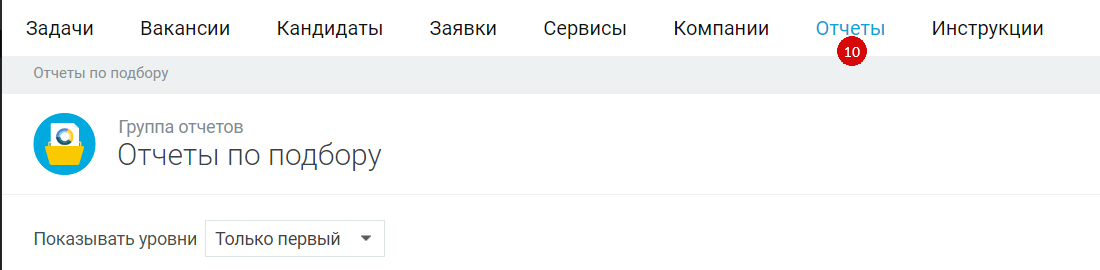 Задачи Вакансии Кандидаты Заявки Сервисы Компании Отчеты Инструкции
10
Отчеты по подбору
Группа отчетов
Отчеты по подбору
Показывать уровни Только первый